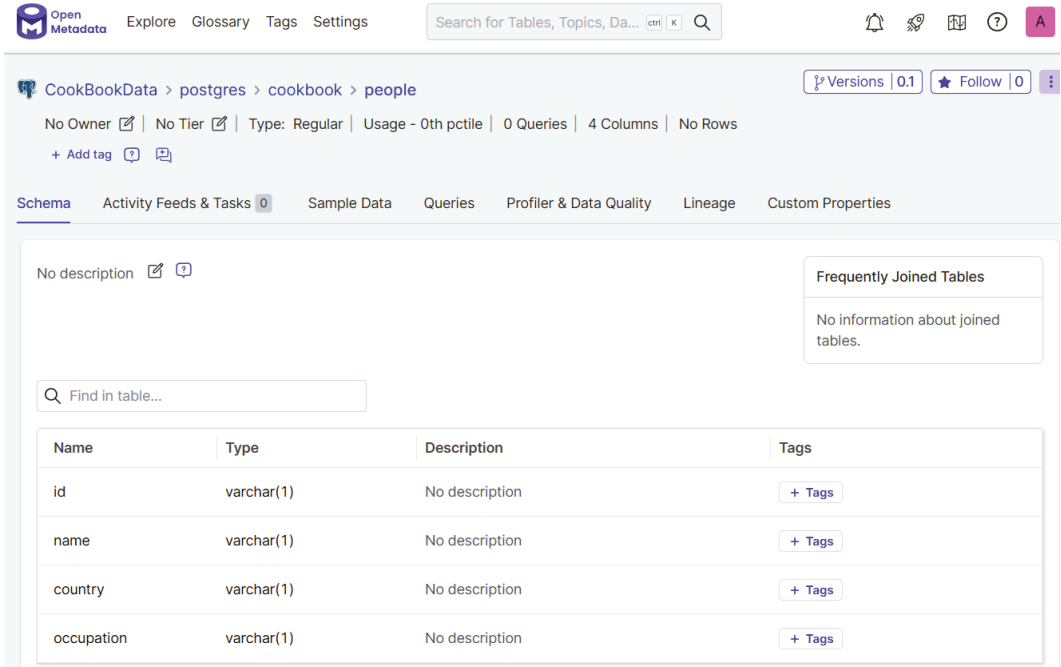 Open Metadata Explore Glossary Tags Settings Search for Tables, Topics, Da... ctrl K ? A
CookBookData > postgres > cookbook > people Versions | 0.1 Follow | 0
No Owner | No Tier | Type: Regular | Usage - 0th pctile | 0 Queries | 4 Columns | No Rows
+ Add tag ?
Schema Activity Feeds & Tasks 0 Sample Data Queries Profiler & Data Quality Lineage Custom Properties
No description ?
Frequently Joined Tables
No information about joined
tables.
Find in table...
Name Type Description Tags
id varchar(1) No description + Tags
name varchar(1) No description + Tags
country varchar(1) No description + Tags
occupation varchar(1) No description + Tags